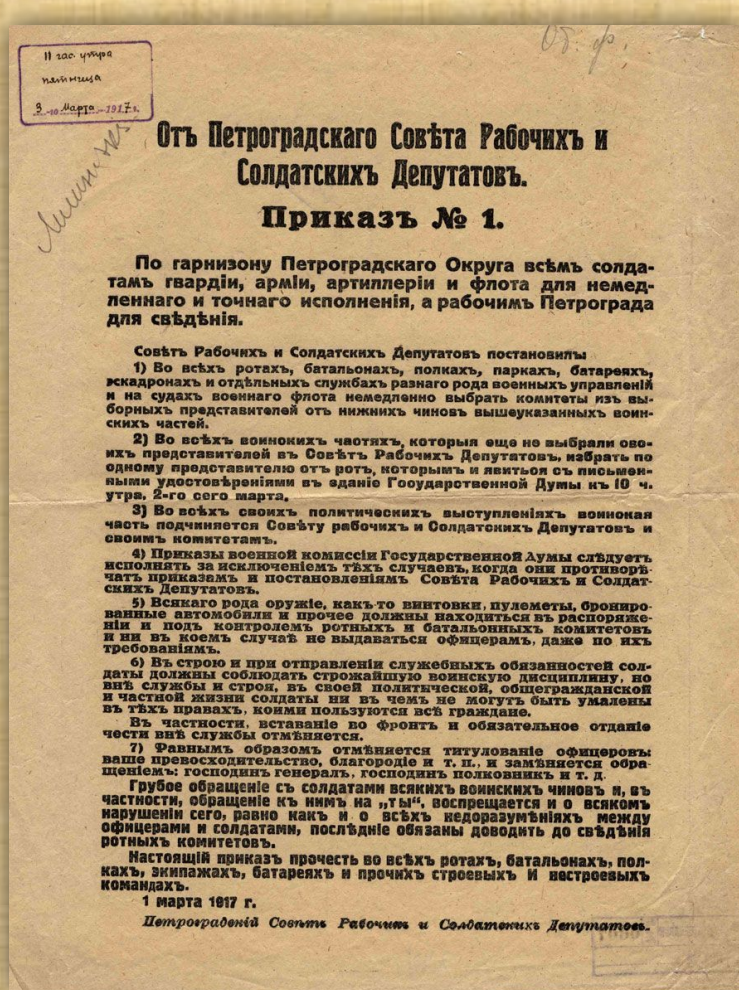 11 час. утра
пятница
3-го Марта 1917 г.
Об. ф.
Отъ Петроградскаго Совѣта Рабочихъ и
Солдатскихъ Депутатовъ.
Приказъ № 1.
По гарнизону Петроградскаго Округа всѣмъ солда-
тамъ гвардіи, арміи, артиллеріи и флота для немед-
леннаго и точнаго исполненія, а рабочимъ Петрограда
для свѣдѣнія.
Совѣтъ Рабочихъ и Солдатскихъ Депутатовъ постановилъ
1) Во всѣхъ ротахъ, батальонахъ, полкахъ, паркахъ, батареяхъ,
эскадронахъ и отдѣльныхъ службахъ разнаго рода военныхъ управленій
и на судахъ военнаго флота немедленно выбрать комитеты изъ вы-
борныхъ представителей отъ нижнихъ чиновъ вышеуказанныхъ воин-
скихъ частей.
2) Во всѣхъ воинскихъ частяхъ, которыя еще не выбрали сво-
ихъ представителей въ Совѣтъ Рабочихъ Депутатовъ, избрать по
одному представителю отъ ротъ, которымъ и явиться съ письмен-
ными удостовѣреніями въ зданіе Государственной Думы къ 10 ч.
утра, 2-го сего марта.
3) Во всѣхъ своихъ политическихъ выступленіяхъ воинская
часть подчиняется Совѣту рабочихъ и Солдатскихъ Депутатовъ и
своимъ комитетамъ.
4) Приказы военной комиссіи Государственной Думы слѣдуетъ
исполнять за исключеніемъ тѣхъ случаевъ, когда они противорѣ-
чатъ приказамъ и постановленіямъ Совѣта Рабочихъ и Солдат-
скихъ Депутатовъ.
5) Всякаго рода оружіе, какъ-то винтовки, пулеметы, брониро-
ванные автомобили и прочее должны находиться въ распоряже-
ніи и подъ контролемъ ротныхъ и батальонныхъ комитетовъ
и ни въ коемъ случаѣ не выдаваться офицерамъ, даже по ихъ
требованіямъ.
6) Въ строю и при отправленіи служебныхъ обязанностей сол-
даты должны соблюдать строжайшую воинскую дисциплину, но
внѣ службы и строя, въ своей политической, общегражданской
и частной жизни солдаты ни въ чемъ не могутъ быть умалены
въ тѣхъ правахъ, коими пользуются всѣ граждане.
Въ частности, вставаніе во фронтъ и обязательное отданіе
чести внѣ службы отмѣняется.
7) Равнымъ образомъ отмѣняется титулованіе офицеровъ:
ваше превосходительство, благородіе и т. п., и замѣняется обра-
щеніемъ: господинъ генералъ, господинъ полковникъ и т. д.
Грубое обращеніе съ солдатами всякихъ воинскихъ чиновъ и, въ
частности, обращеніе къ нимъ на „ты“, воспрещается и о всякомъ
нарушеніи сего, равно какъ и о всѣхъ недоразумѣніяхъ между
офицерами и солдатами, послѣдніе обязаны доводить до свѣдѣнія
ротныхъ комитетовъ.
Настоящій приказъ прочесть во всѣхъ ротахъ, батальонахъ, пол-
кахъ, экипажахъ, батареяхъ и прочихъ строевыхъ И нестроевыхъ
командахъ.
1 марта 1917 г.
Петроградскій Совѣтъ Рабочихъ и Солдатскихъ Депутатовъ.